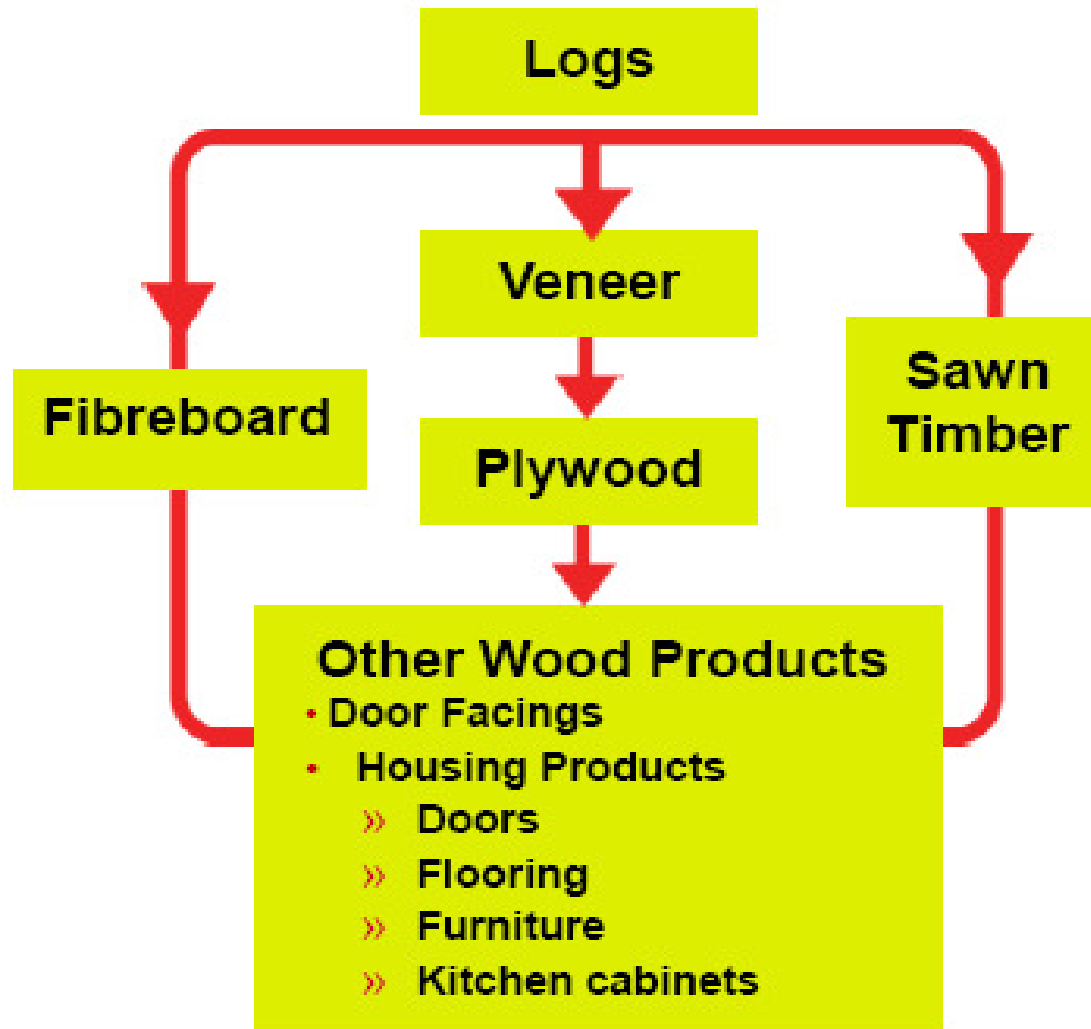 Logs
Veneer
Fibreboard
Sawn
Timber
Plywood
Other Wood Products
• Door Facings
• Housing Products
» Doors
» Flooring
» Furniture
» Kitchen cabinets